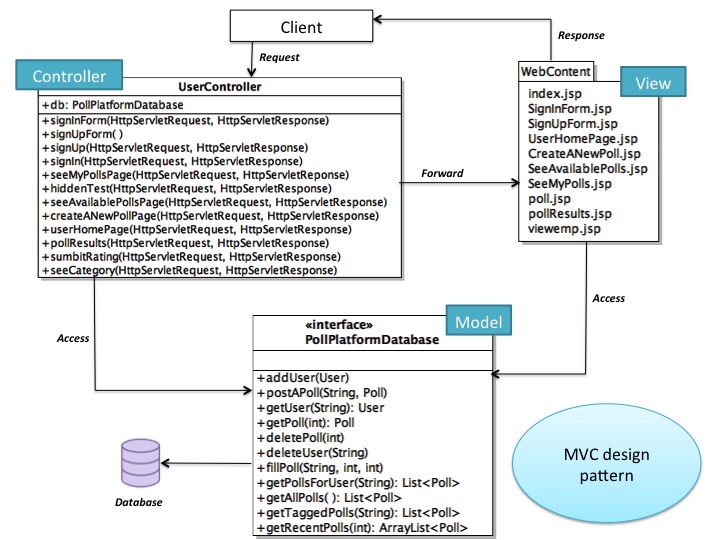 Client
Response
Request
Controller
UserController
+db: PollPlatformDatabase
+signInForm(HttpServletRequest, HttpServletResponse)
+signUpForm( )
+signUp(HttpServletRequest, HttpServletResponse)
+signIn(HttpServletRequest, HttpServletResponse)
+seeMyPollsPage(HttpServletRequest, HttpServletReponse)
+hiddenTest(HttpServletRequest, HttpServletResponse)
+seeAvailablePollsPage(HttpServletRequest, HttpServletResponse)
+createANewPollPage(HttpServletRequest, HttpServletResponse)
+userHomePage(HttpServletRequest, HttpServletResponse)
+pollResults(HttpServletRequest, HttpServletResponse)
+sumbitRating(HttpServletRequest, HttpServletResponse)
+seeCategory(HttpServletRequest, HttpServletResponse)
Forward
WebContent
View
index.jsp
SignInForm.jsp
SignUpForm.jsp
UserHomePage.jsp
CreateANewPoll.jsp
SeeAvailablePolls.jsp
SeeMyPolls.jsp
poll.jsp
pollResults.jsp
viewemp.jsp
Access
Access
Model
«interface»
PollPlatformDatabase
+addUser(User)
+postAPoll(String, Poll)
+getUser(String): User
+getPoll(int): Poll
+deletePoll(int)
+deleteUser(String)
+fillPoll(String, int, int)
+getPollsForUser(String): List<Poll>
+getAllPolls( ): List<Poll>
+getTaggedPolls(String): List<Poll>
+getRecentPolls(int): ArrayList<Poll>
Database
MVC design
pattern